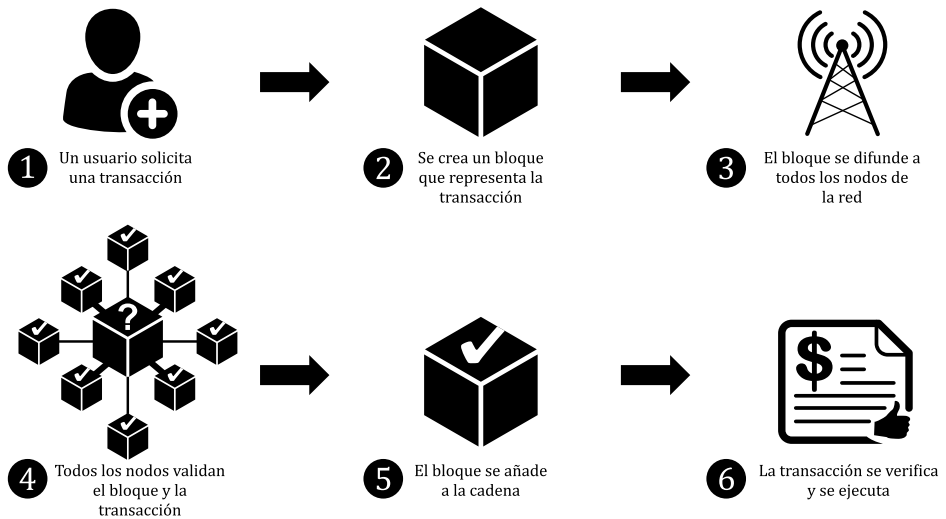 1
Un usuario solicita
una transacción
2
Se crea un bloque
que representa la
transacción
3
El bloque se difunde a
todos los nodos de
la red
?
4
Todos los nodos validan
el bloque y la
transacción
5
El bloque se añade
a la cadena
$
6
La transacción se verifica
y se ejecuta